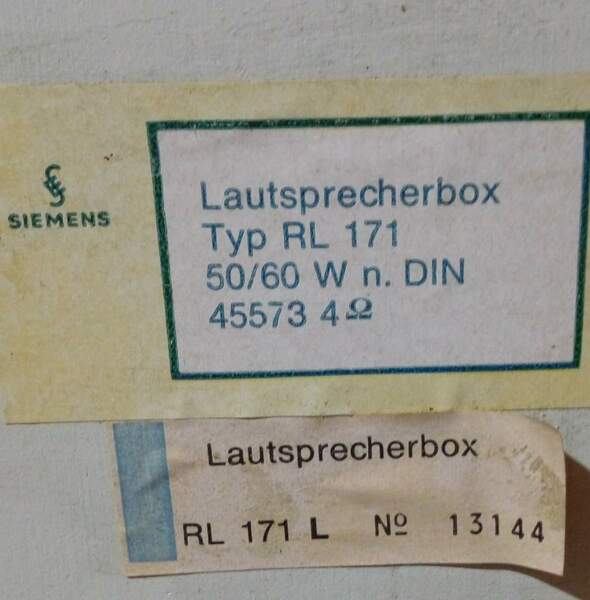 SIEMENS
Lautsprecherbox
Typ RL 171
50/60 W n. DIN
45573 4Ω
Lautsprecherbox
RL 171 L Nº 13144